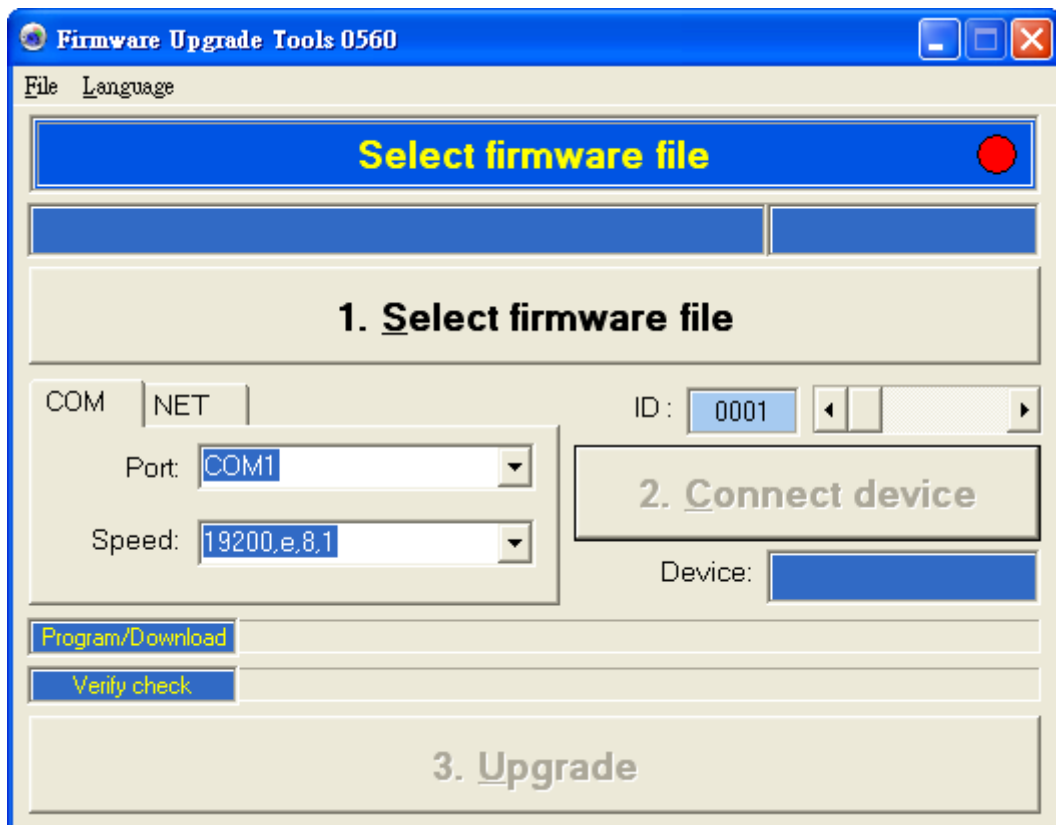 Firmware Upgrade Tools 0560
File Language
Select firmware file
1. Select firmware file
COM NET
ID : 0001
Port: COM1
2. Connect device
Speed: 19200,e,8,1
Device:
Program/Download
Verify check
3. Upgrade